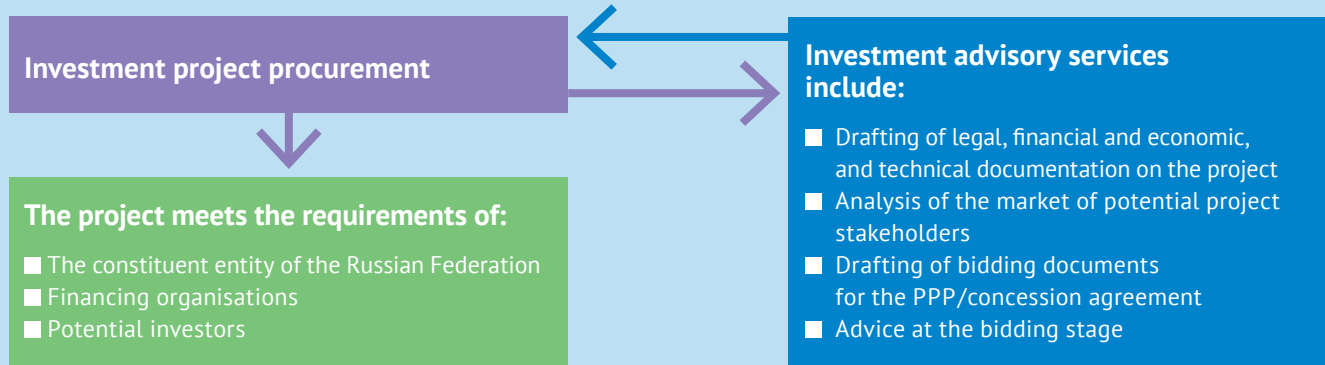 Investment project procurement
The project meets the requirements of:
■ The constituent entity of the Russian Federation
■ Financing organisations
■ Potential investors
Investment advisory services
include:
■ Drafting of legal, financial and economic,
and technical documentation on the project
■ Analysis of the market of potential project
stakeholders
■ Drafting of bidding documents
for the PPP/concession agreement
■ Advice at the bidding stage